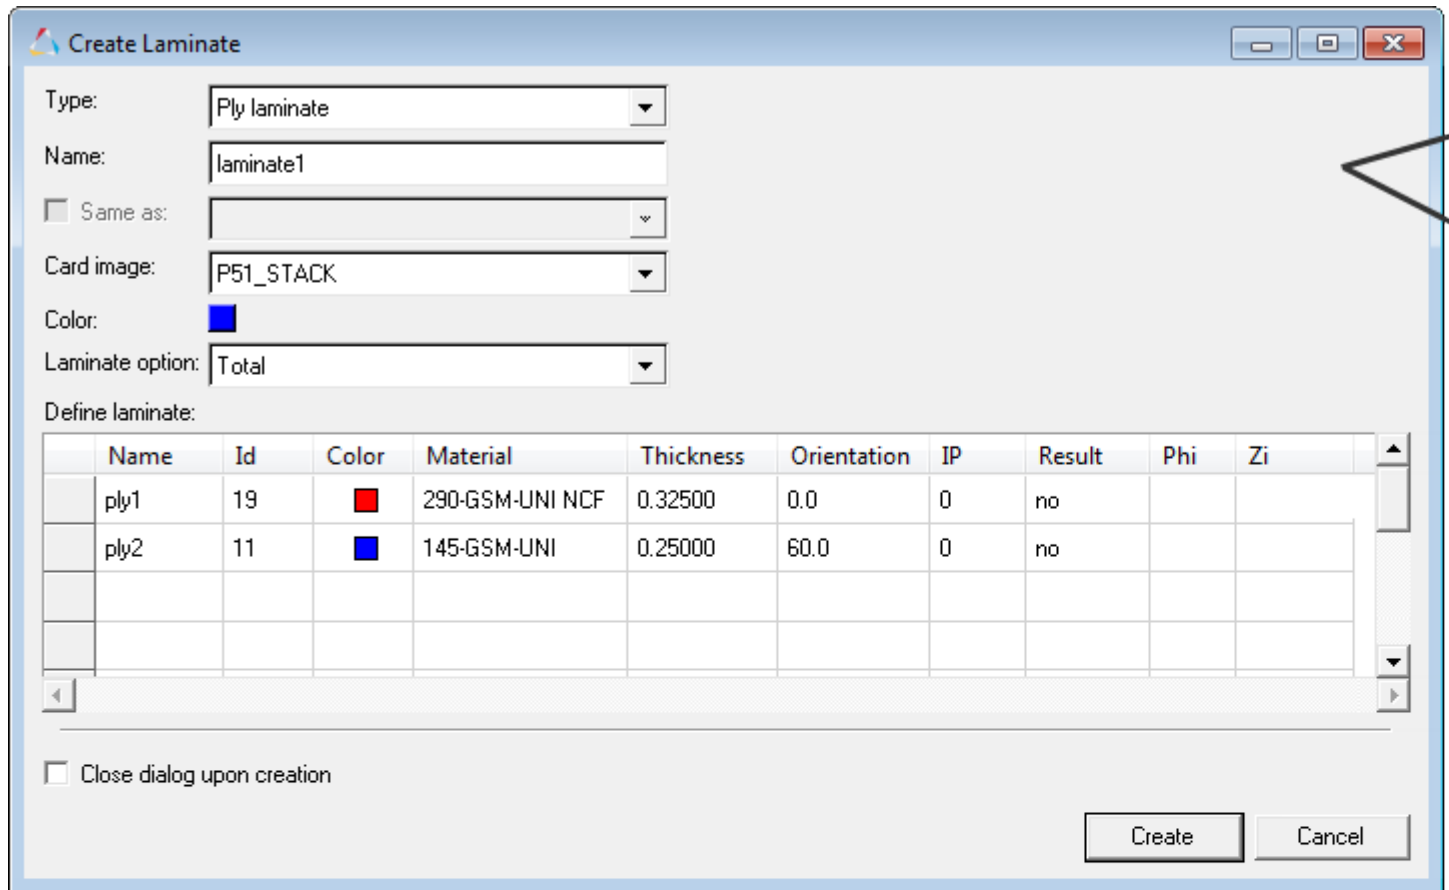 Create Laminate
Type: Ply laminate
Name: laminate1
Same as:
Card image: P51_STACK
Color:
Laminate option: Total
Define laminate:
Name Id Color Material Thickness Orientation IP Result Phi Zi
ply1 19 290-GSM-UNI NCF 0.32500 0.0 0 no
ply2 11 145-GSM-UNI 0.25000 60.0 0 no
Close dialog upon creation
Create Cancel